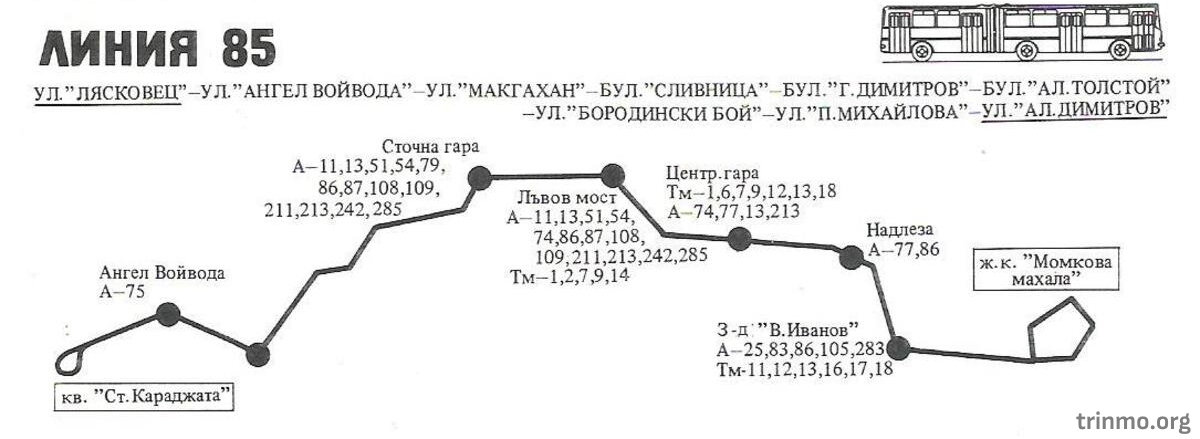 ЛИНИЯ 85
УЛ."ЛЯСКОВЕЦ"–УЛ."АНГЕЛ ВОЙВОДА"–УЛ."МАКГАХАН"–БУЛ."СЛИВНИЦА"–БУЛ."Г.ДИМИТРОВ"–БУЛ."АЛ.ТОЛСТОЙ"
–УЛ."БОРОДИНСКИ БОЙ"–УЛ."П.МИХАЙЛОВА"–УЛ."АЛ.ДИМИТРОВ"
Сточна гара
А–11,13,51,54,79,
86,87,108,109,
211,213,242,285
Лъвов мост
А–11,13,51,54,
74,86,87,108,
109,211,213,242,285
Тм–1,2,7,9,14
Центр.гара
Тм–1,6,7,9,12,13,18
А–74,77,13,213
Надлеза
А–77,86
ж.к. "Момкова
махала"
Ангел Войвода
А–75
З-д "В.Иванов"
А–25,83,86,105,283
Тм-11,12,13,16,17,18
кв. "Ст.Караджата"
trinmo.org